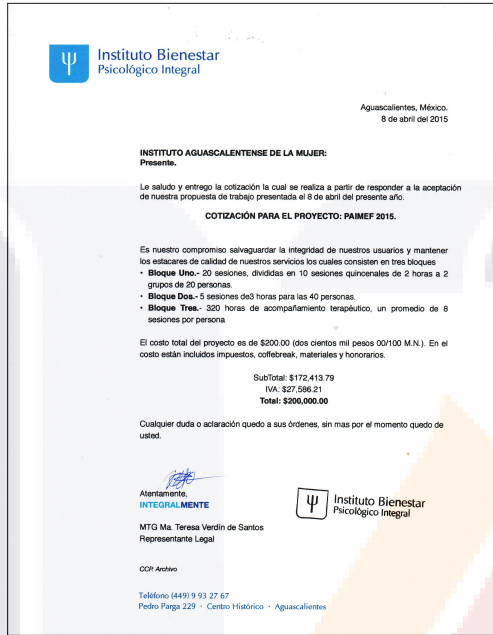 Instituto Bienestar
Psicológico Integral
Aguascalientes, México.
8 de abril del 2015
INSTITUTO AGUASCALENTENSE DE LA MUJER:
Presente.
Le saludo y entrego la cotización la cual se realiza a partir de responder a la aceptación
de nuestra propuesta de trabajo presentada el 8 de abril del presente año.
COTIZACIÓN PARA EL PROYECTO: PAIMEF 2015.
Es nuestro compromiso salvaguardar la integridad de nuestros usuarios y mantener
los estacares de calidad de nuestros servicios los cuales consisten en tres bloques
• Bloque Uno.- 20 sesiones, divididas en 10 sesiones quincenales de 2 horas a 2
grupos de 20 personas.
• Bloque Dos.- 5 sesiones de3 horas para las 40 personas.
• Bloque Tres.- 320 horas de acompañamiento terapéutico, un promedio de 8
sesiones por persona
El costo total del proyecto es de $200.00 (dos cientos mil pesos 00/100 M.N.). En el
costo están incluidos impuestos, coffebreak, materiales y honorarios.
SubTotal: $172,413.79
IVA: $27,586.21
Total: $200,000.00
Cualquier duda o aclaración quedo a sus órdenes, sin mas por el momento quedo de
usted.
Atentamente,
INTEGRALMENTE
Instituto Bienestar
Psicológico Integral
MTG Ma. Teresa Verdín de Santos
Representante Legal
CCP. Archivo
Teléfono (449) 9 93 27 67
Pedro Parga 229 · Centro Histórico · Aguascalientes